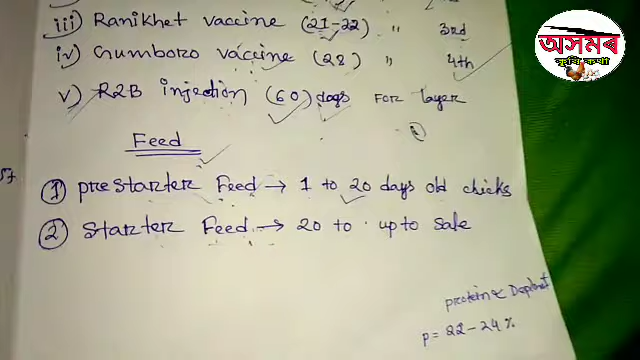 iii) Ranikhet vaccine (21-22) " 3rd
iv) Gumboro vaccine (28) " 4th
v) R2B injection (60) days For layer
Feed
① prestarter Feed → 1 to 20 days old chicks
② Starter Feed → 20 to up to sale
protein
p = 22-24%
অসমৰ
কৃষি কথা